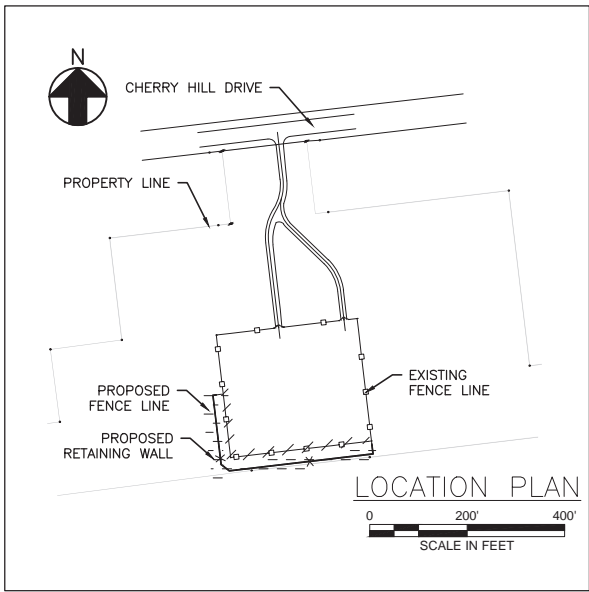 N
CHERRY HILL DRIVE
PROPERTY LINE
EXISTING
FENCE LINE
PROPOSED
FENCE LINE
PROPOSED
RETAINING WALL
LOCATION PLAN
0 200' 400'
SCALE IN FEET